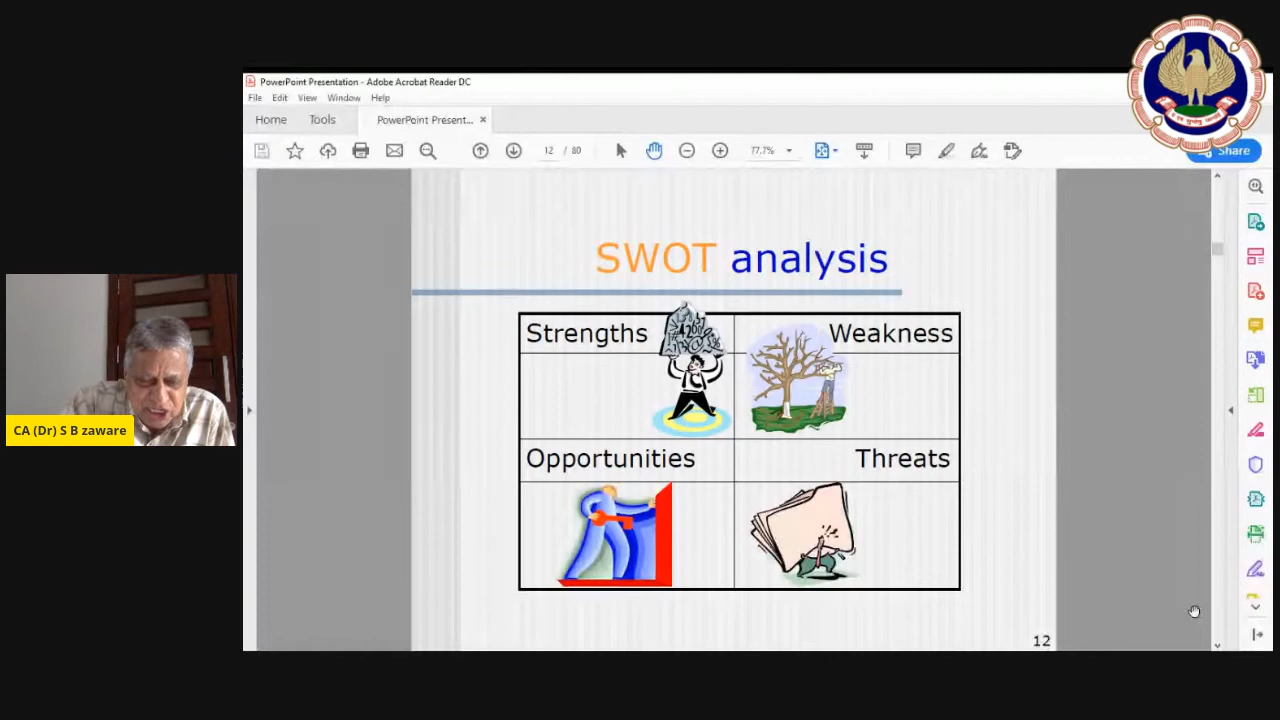 PowerPoint Presentation - Adobe Acrobat Reader DC
File Edit View Window Help
Home Tools PowerPoint Present... ×
12 / 80 77.7% Share
SWOT analysis
Strengths Weakness
Opportunities Threats
12
CA (Dr) S B zaware